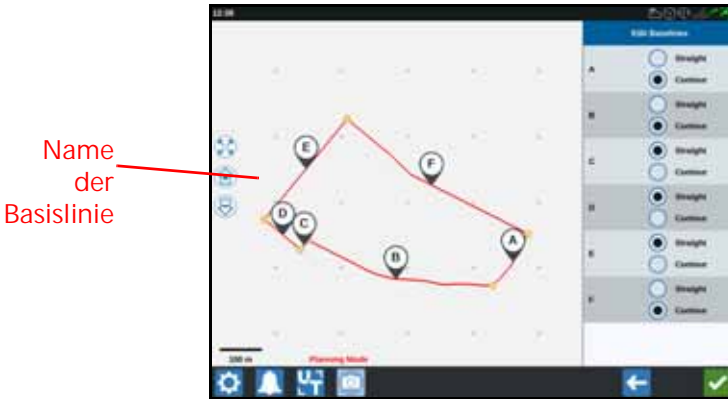 12:38
Edit Baselines
A
Straight
Contour
B
Straight
Contour
C
Straight
Contour
D
Straight
Contour
E
Straight
Contour
F
Straight
Contour
Name
der
Basislinie
E
F
D
C
A
B
100 m
Planning Mode